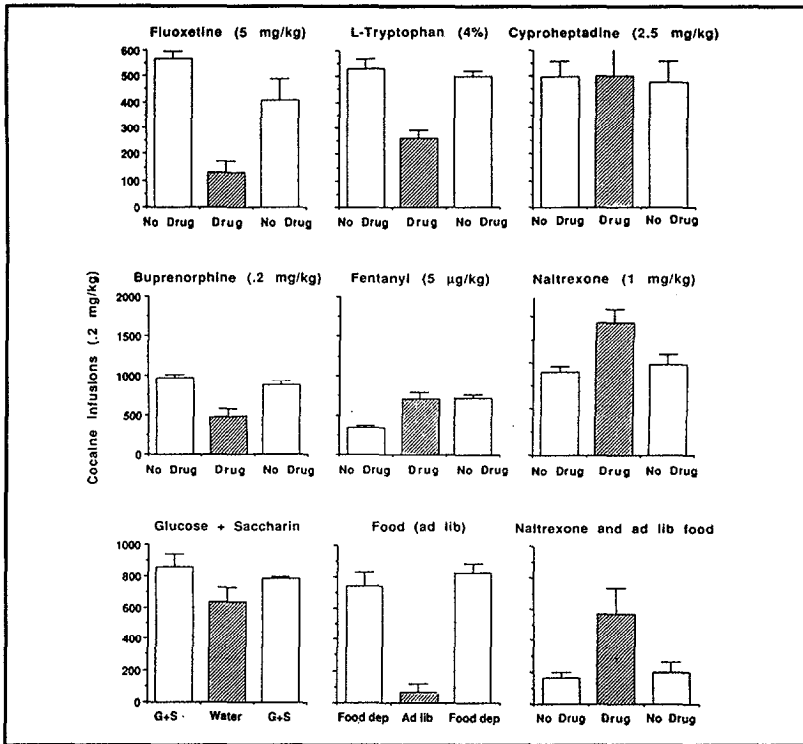 Fluoxetine (5 mg/kg) L-Tryptophan (4%) Cyproheptadine (2.5 mg/kg)
600
500
400
300
200
100
0
No Drug Drug No Drug No Drug Drug No Drug No Drug Drug No Drug
Cocaine Infusions (.2 mg/kg)
Buprenorphine (.2 mg/kg) Fentanyl (5 µg/kg) Naltrexone (1 mg/kg)
2000
1500
1000
500
0
No Drug Drug No Drug No Drug Drug No Drug No Drug Drug No Drug
Glucose + Saccharin Food (ad lib) Naltrexone and ad lib food
1000
800
600
400
200
0
G+S Water G+S Food dep Ad lib Food dep No Drug Drug No Drug